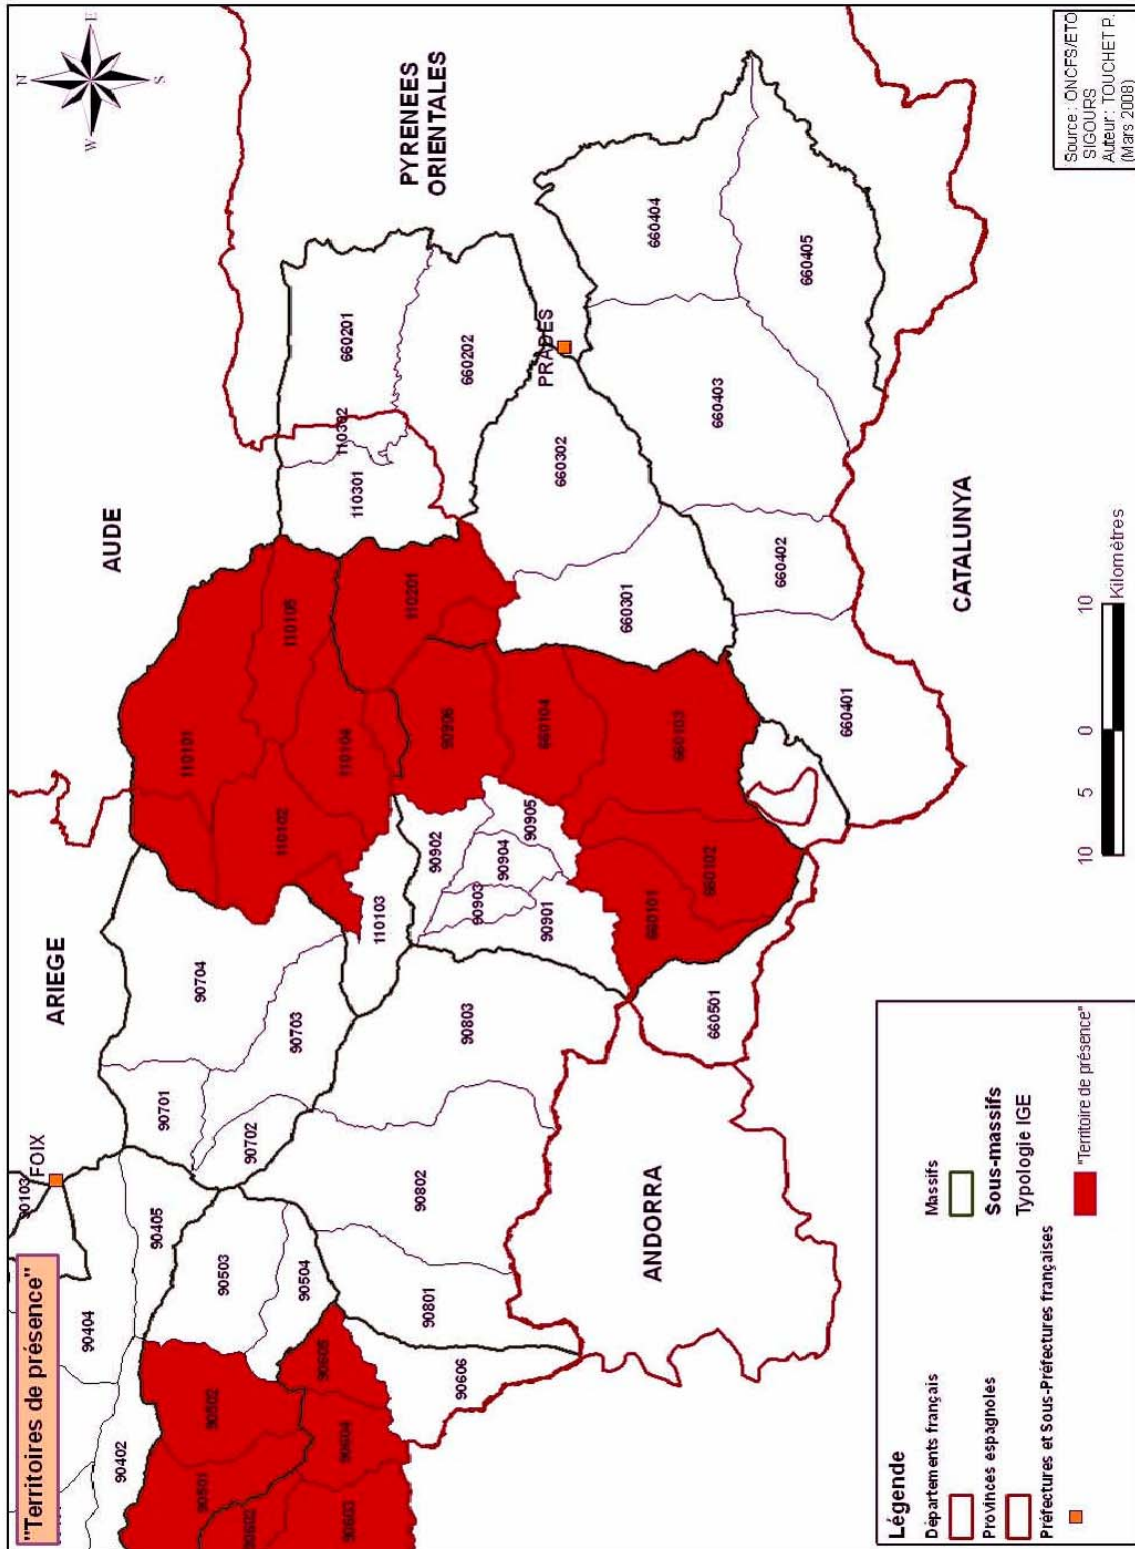 "Territoires de présence"
N
W
E
S
90103
FOIX
ARIEGE
AUDE
PYRENEES
ORIENTALES
90404
90402
90405
90502
90501
90503
90504
90605
90604
90603
90606
90701
90702
90703
90704
90801
90802
90803
110101
110102
110103
110104
110105
110201
110301
110302
90901
90902
90903
90904
90905
90906
660101
660102
660103
660104
660201
660202
660301
660302
PRADES
660401
660402
660403
660404
660405
660501
ANDORRA
CATALUNYA
Légende
Départements français
Provinces espagnoles
Préfectures et Sous-Préfectures françaises
Massifs
Sous-massifs
Typologie IGE
"Territoire de présence"
10 5 0 10
Kilomètres
Source : ONCFS/ETO
SIGOURS
Auteur : TOUCHET P.
(Mars 2008)